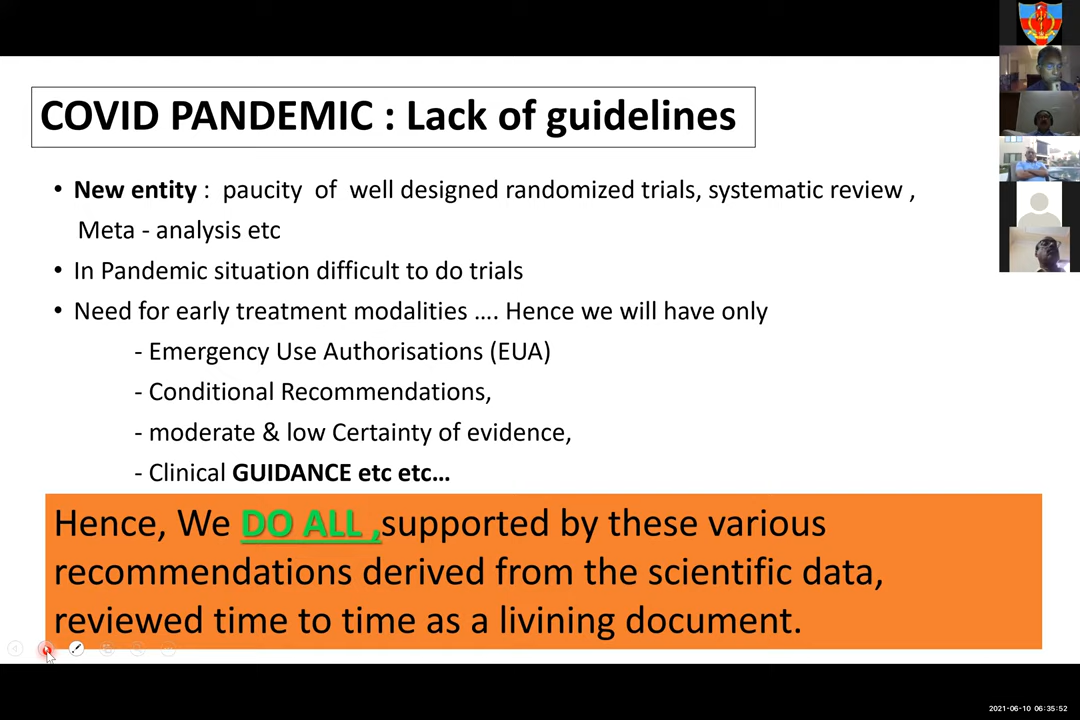 COVID PANDEMIC : Lack of guidelines
• New entity : paucity of well designed randomized trials, systematic review ,
Meta - analysis etc
• In Pandemic situation difficult to do trials
• Need for early treatment modalities .... Hence we will have only
- Emergency Use Authorisations (EUA)
- Conditional Recommendations,
- moderate & low Certainty of evidence,
- Clinical GUIDANCE etc etc...
Hence, We DO ALL ,supported by these various
recommendations derived from the scientific data,
reviewed time to time as a livining document.
2021-06-10 06:35:52